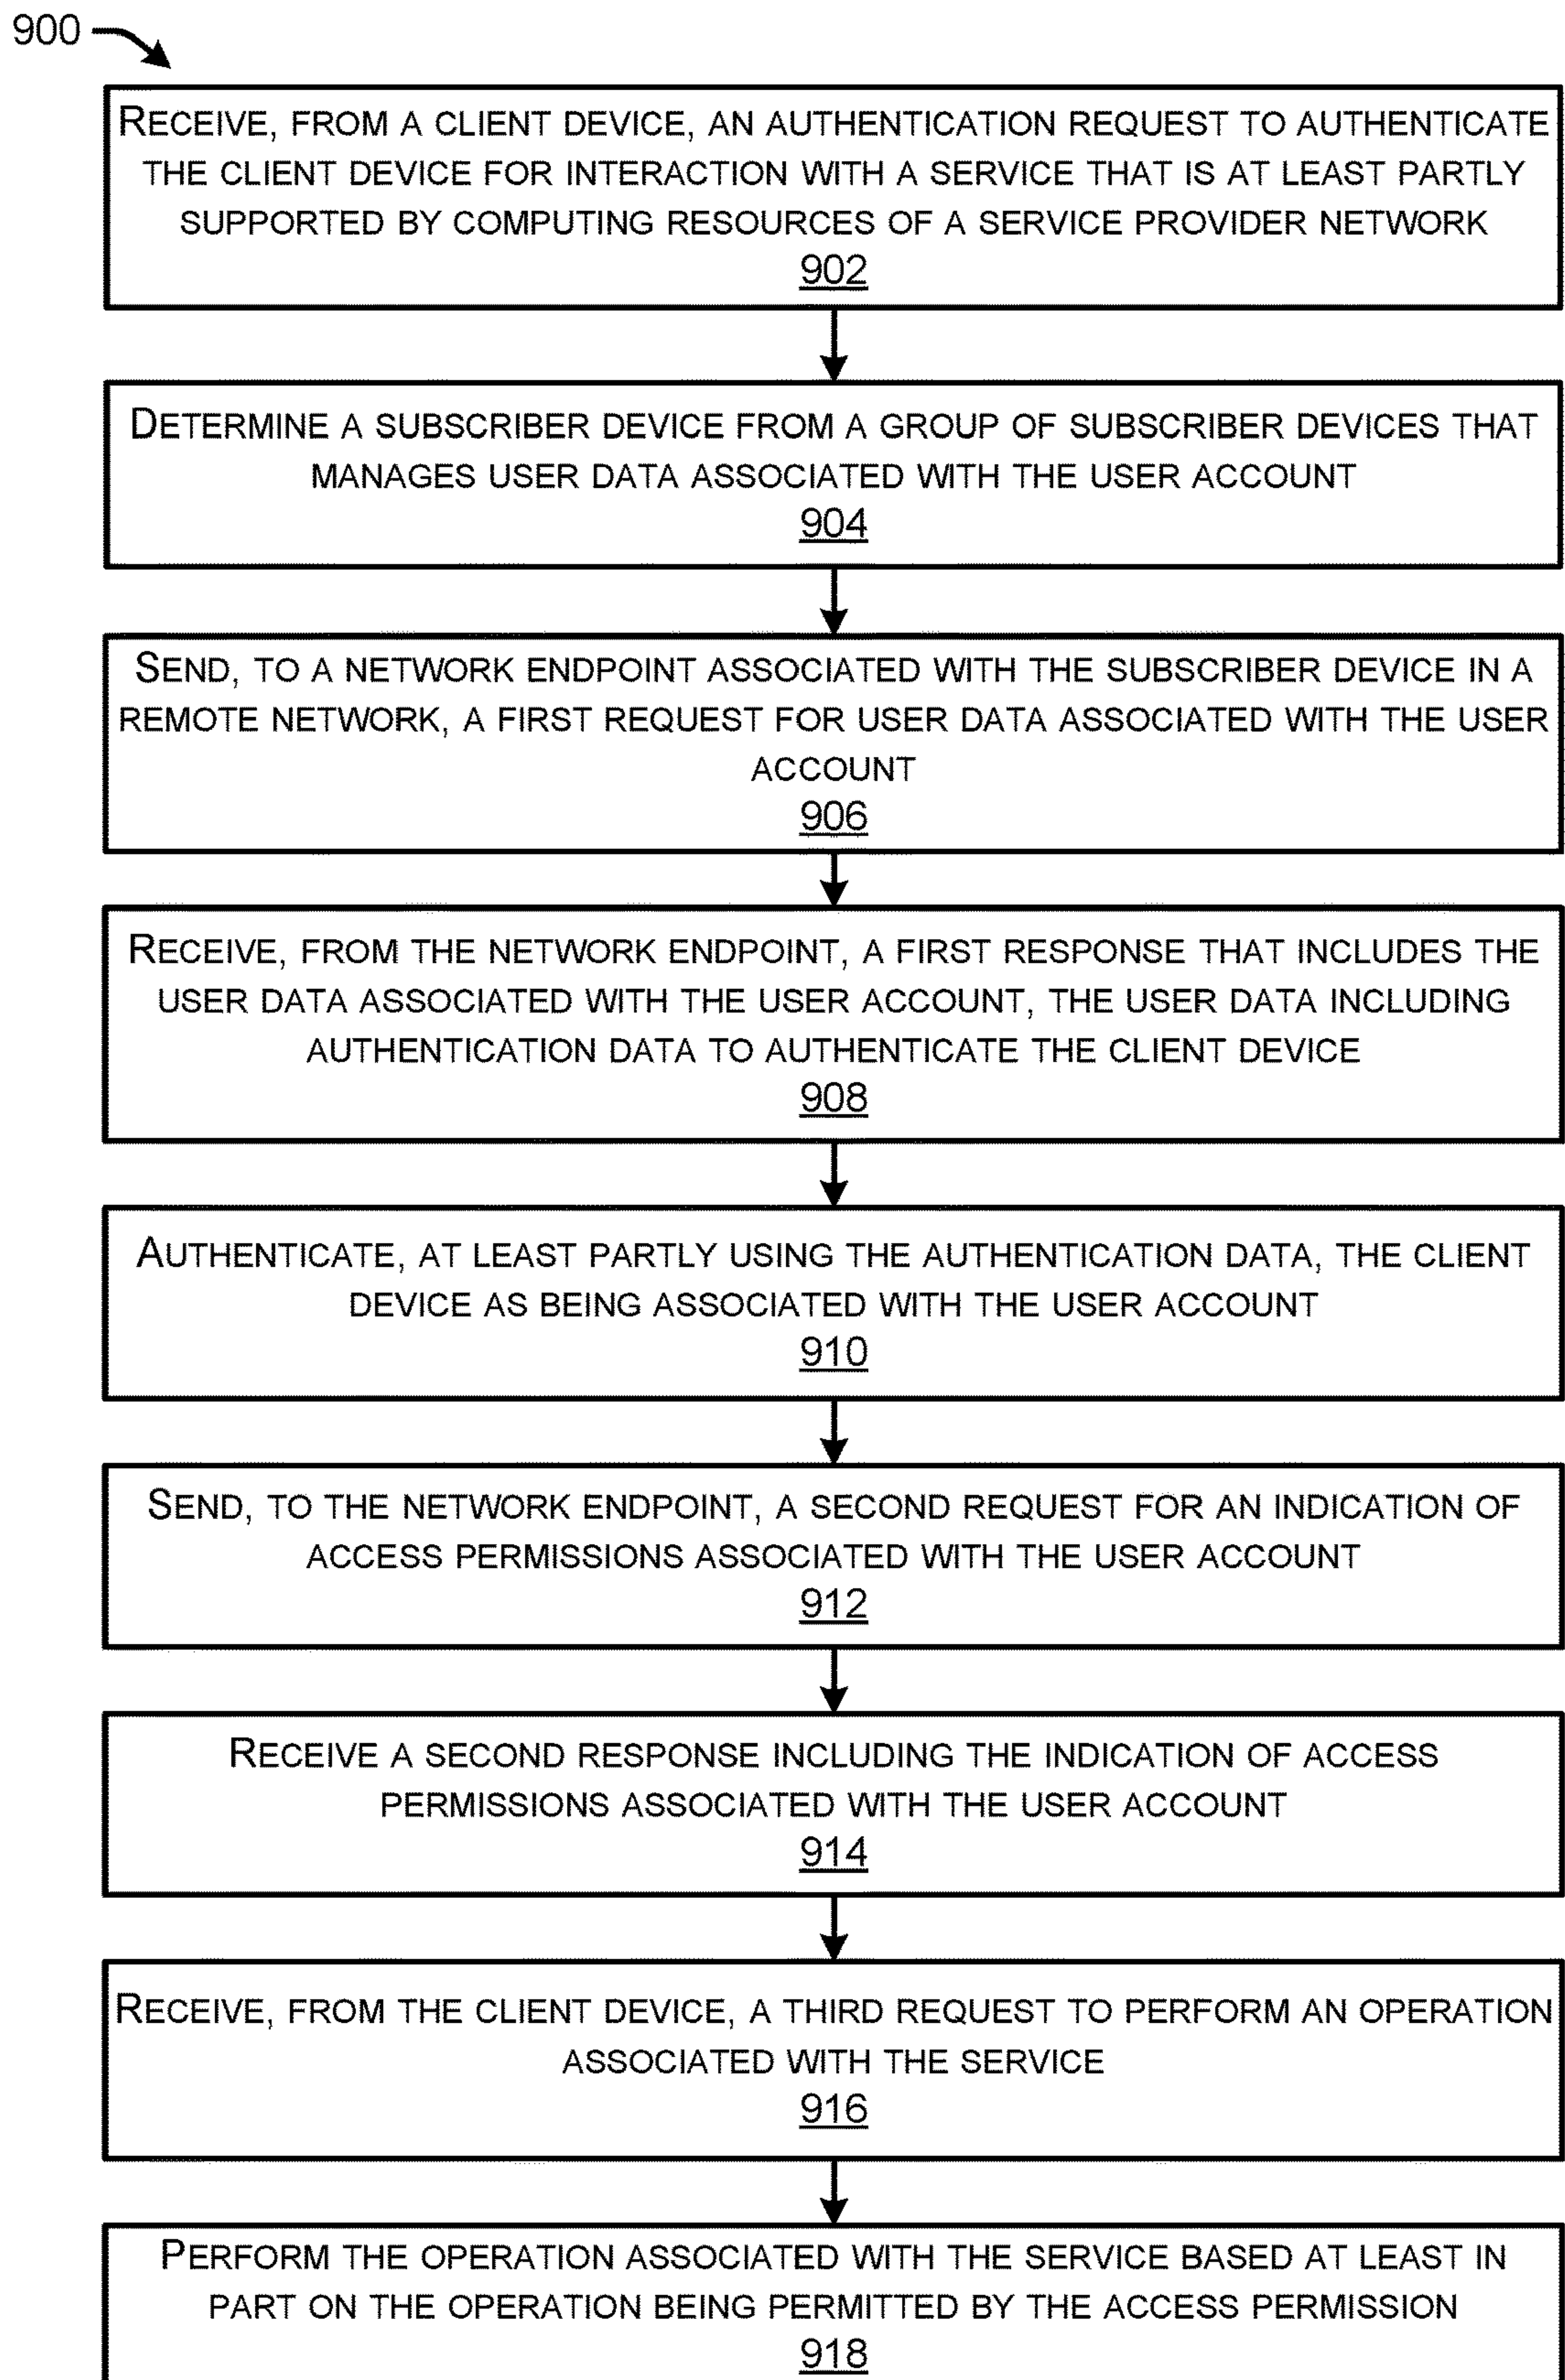 900
RECEIVE, FROM A CLIENT DEVICE, AN AUTHENTICATION REQUEST TO AUTHENTICATE
THE CLIENT DEVICE FOR INTERACTION WITH A SERVICE THAT IS AT LEAST PARTLY
SUPPORTED BY COMPUTING RESOURCES OF A SERVICE PROVIDER NETWORK
902
DETERMINE A SUBSCRIBER DEVICE FROM A GROUP OF SUBSCRIBER DEVICES THAT
MANAGES USER DATA ASSOCIATED WITH THE USER ACCOUNT
904
SEND, TO A NETWORK ENDPOINT ASSOCIATED WITH THE SUBSCRIBER DEVICE IN A
REMOTE NETWORK, A FIRST REQUEST FOR USER DATA ASSOCIATED WITH THE USER
ACCOUNT
906
RECEIVE, FROM THE NETWORK ENDPOINT, A FIRST RESPONSE THAT INCLUDES THE
USER DATA ASSOCIATED WITH THE USER ACCOUNT, THE USER DATA INCLUDING
AUTHENTICATION DATA TO AUTHENTICATE THE CLIENT DEVICE
908
AUTHENTICATE, AT LEAST PARTLY USING THE AUTHENTICATION DATA, THE CLIENT
DEVICE AS BEING ASSOCIATED WITH THE USER ACCOUNT
910
SEND, TO THE NETWORK ENDPOINT, A SECOND REQUEST FOR AN INDICATION OF
ACCESS PERMISSIONS ASSOCIATED WITH THE USER ACCOUNT
912
RECEIVE A SECOND RESPONSE INCLUDING THE INDICATION OF ACCESS
PERMISSIONS ASSOCIATED WITH THE USER ACCOUNT
914
RECEIVE, FROM THE CLIENT DEVICE, A THIRD REQUEST TO PERFORM AN OPERATION
ASSOCIATED WITH THE SERVICE
916
PERFORM THE OPERATION ASSOCIATED WITH THE SERVICE BASED AT LEAST IN
PART ON THE OPERATION BEING PERMITTED BY THE ACCESS PERMISSION
918